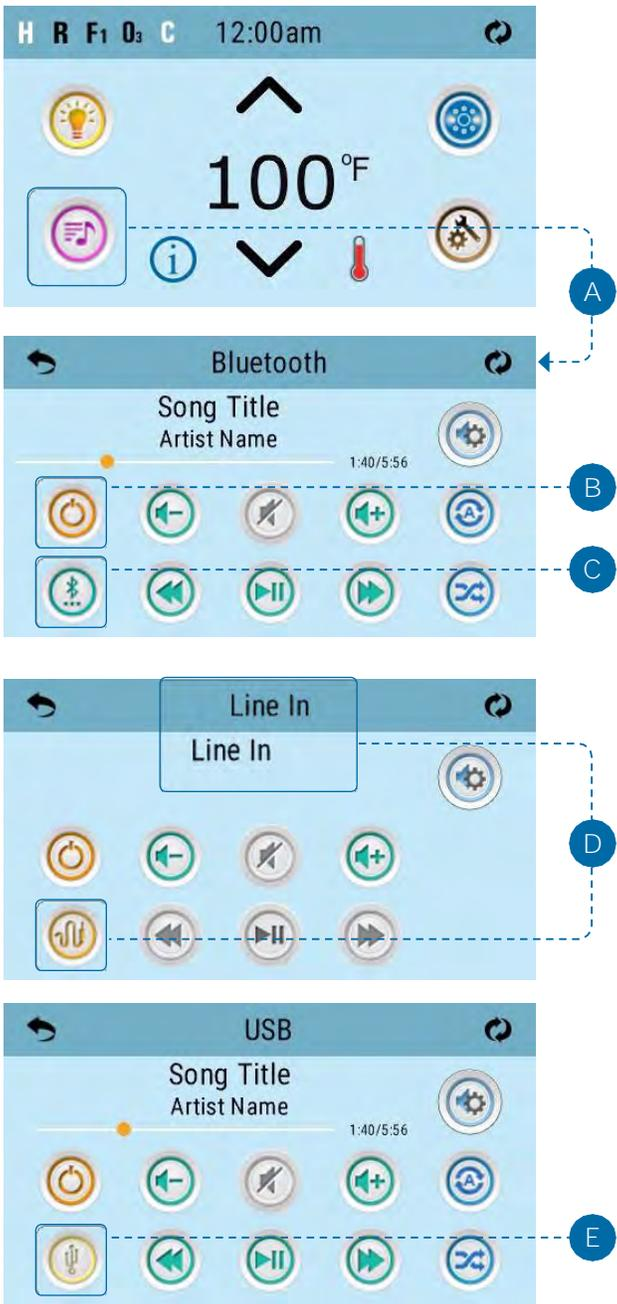 H R F1 O3 C 12:00am
100°F
i
A
Bluetooth
Song Title
Artist Name
1:40/5:56
B
A
C
Line In
Line In
D
USB
Song Title
Artist Name
1:40/5:56
A
E